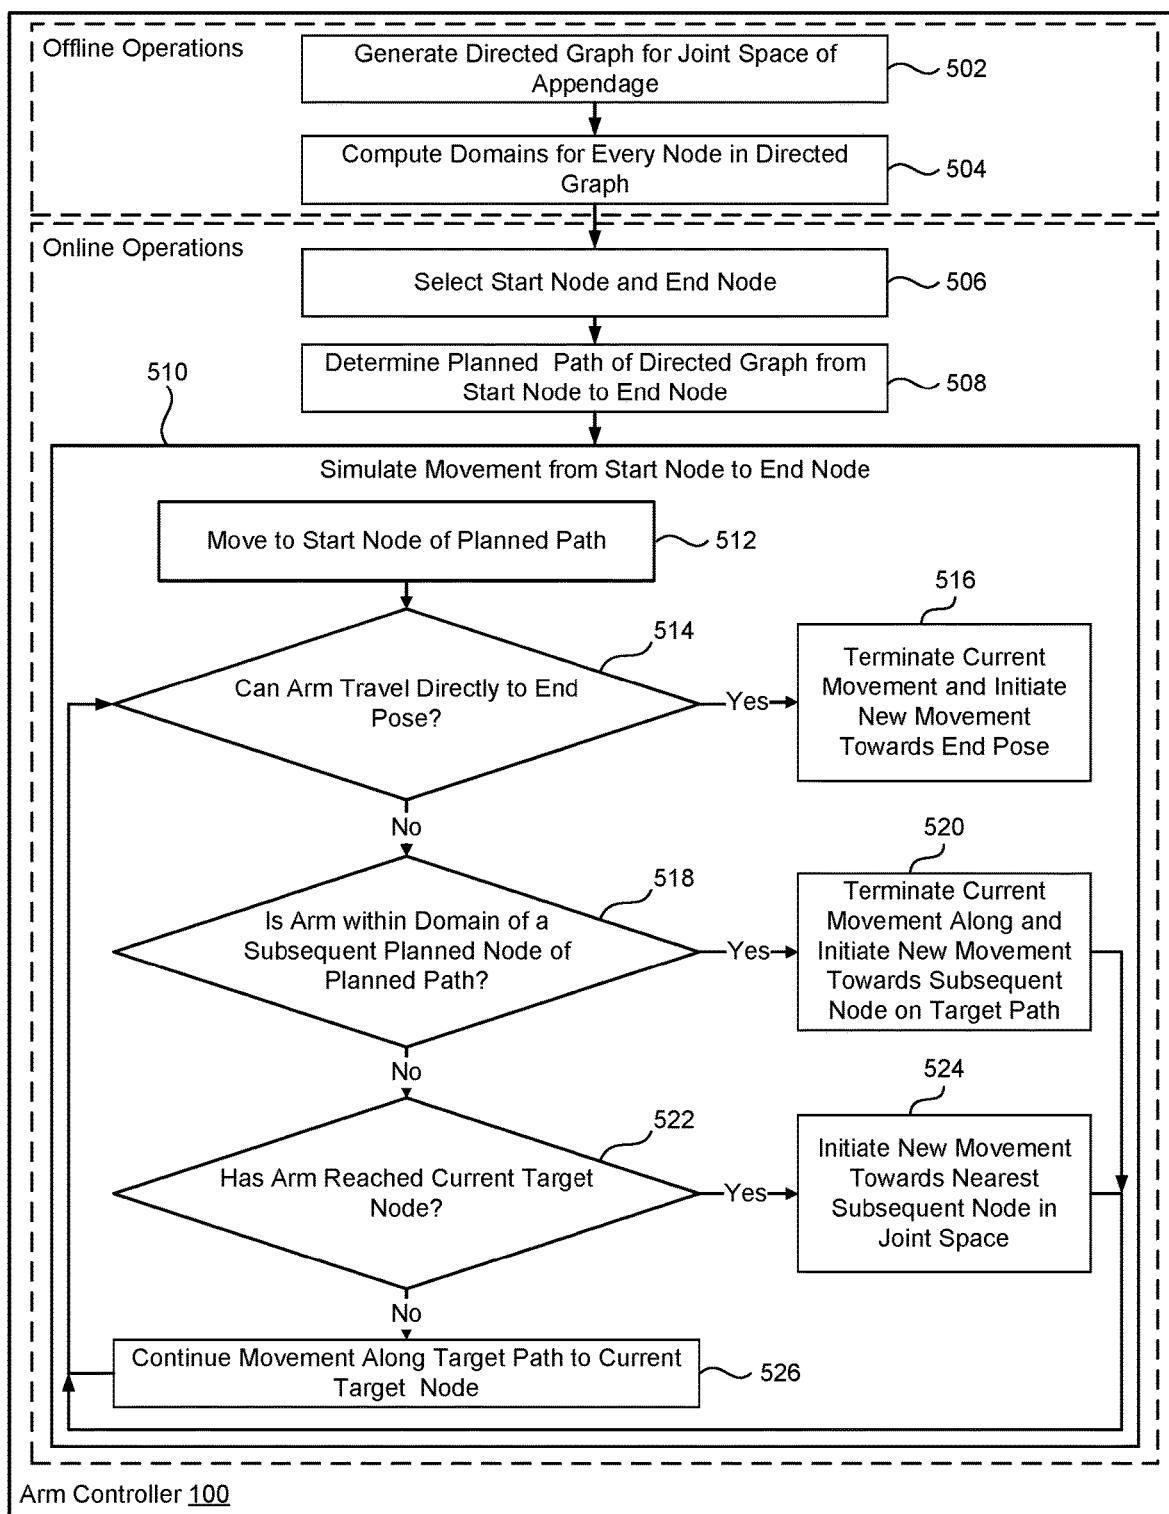 Offline Operations
Generate Directed Graph for Joint Space of
Appendage
502
Compute Domains for Every Node in Directed
Graph
504
Online Operations
Select Start Node and End Node
506
Determine Planned Path of Directed Graph from
Start Node to End Node
508
510
Simulate Movement from Start Node to End Node
Move to Start Node of Planned Path
512
514
Can Arm Travel Directly to End
Pose?
Yes
516
Terminate Current
Movement and Initiate
New Movement
Towards End Pose
No
518
Is Arm within Domain of a
Subsequent Planned Node of
Planned Path?
Yes
520
Terminate Current
Movement Along and
Initiate New Movement
Towards Subsequent
Node on Target Path
No
522
Has Arm Reached Current Target
Node?
Yes
524
Initiate New Movement
Towards Nearest
Subsequent Node in
Joint Space
No
Continue Movement Along Target Path to Current
Target Node
526
Arm Controller 100